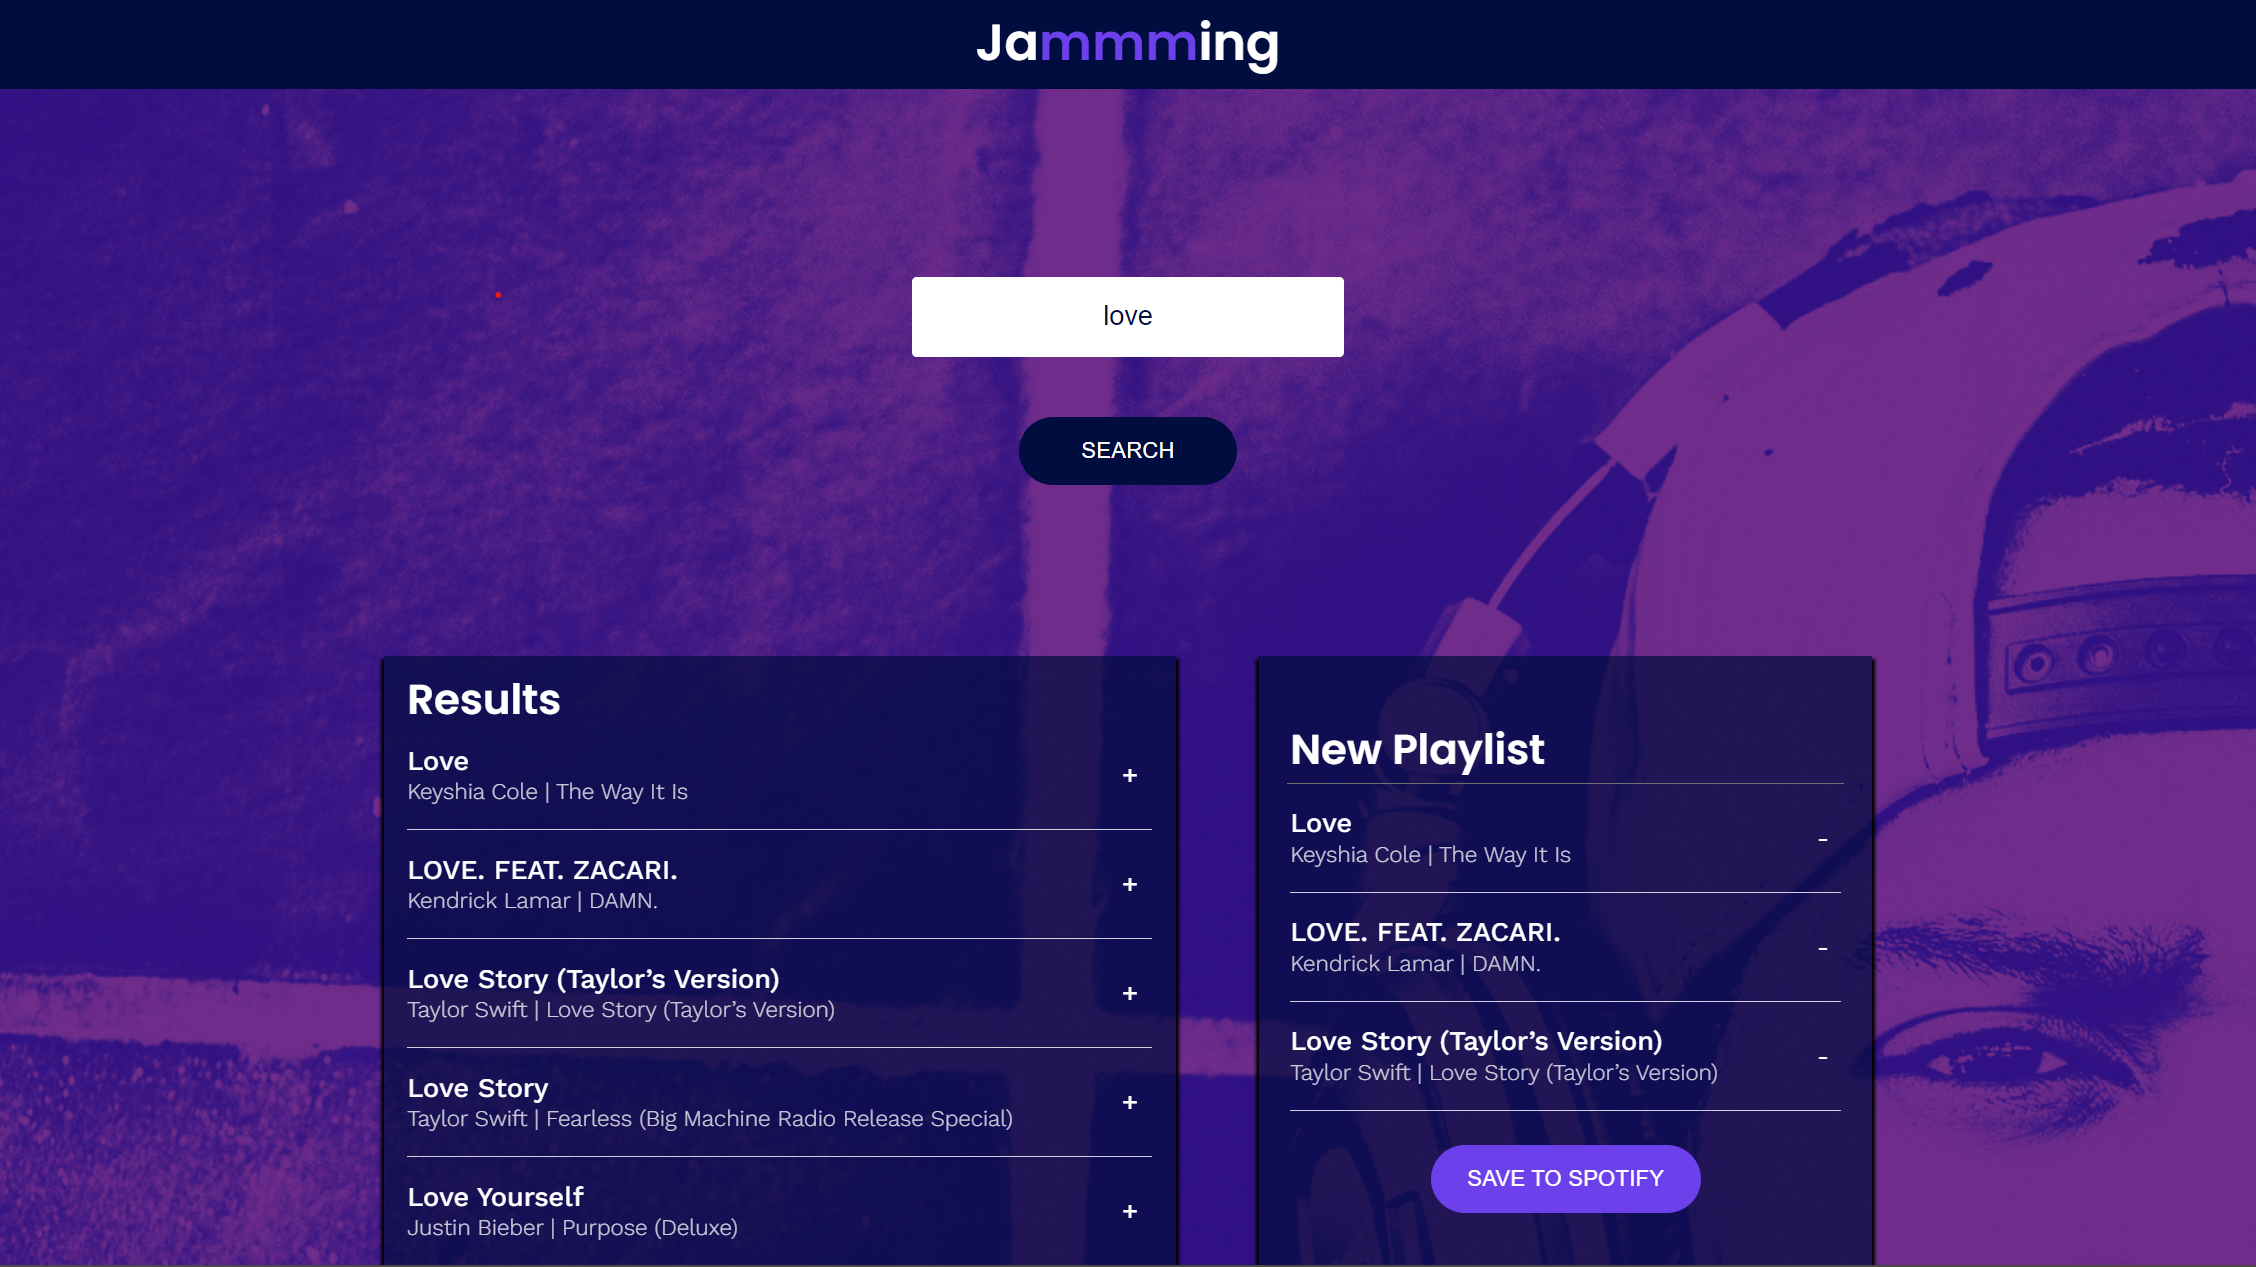 Jammming
love
SEARCH
Results
Love
Keyshia Cole | The Way It Is
+
LOVE. FEAT. ZACARI.
Kendrick Lamar | DAMN.
+
Love Story (Taylor’s Version)
Taylor Swift | Love Story (Taylor’s Version)
+
Love Story
Taylor Swift | Fearless (Big Machine Radio Release Special)
+
Love Yourself
Justin Bieber | Purpose (Deluxe)
+
New Playlist
Love
Keyshia Cole | The Way It Is
-
LOVE. FEAT. ZACARI.
Kendrick Lamar | DAMN.
-
Love Story (Taylor’s Version)
Taylor Swift | Love Story (Taylor’s Version)
-
SAVE TO SPOTIFY